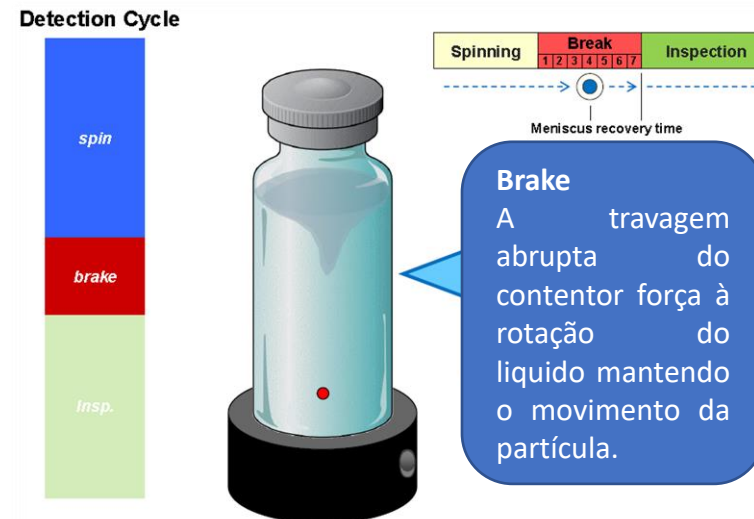 Detection Cycle
spin
brake
Insp.
Spinning
Break
1 2 3 4 5 6 7
Inspection
Meniscus recovery time
Brake
A travagem
abrupta do
contentor força à
rotação do
liquido mantendo
o movimento da
partícula.